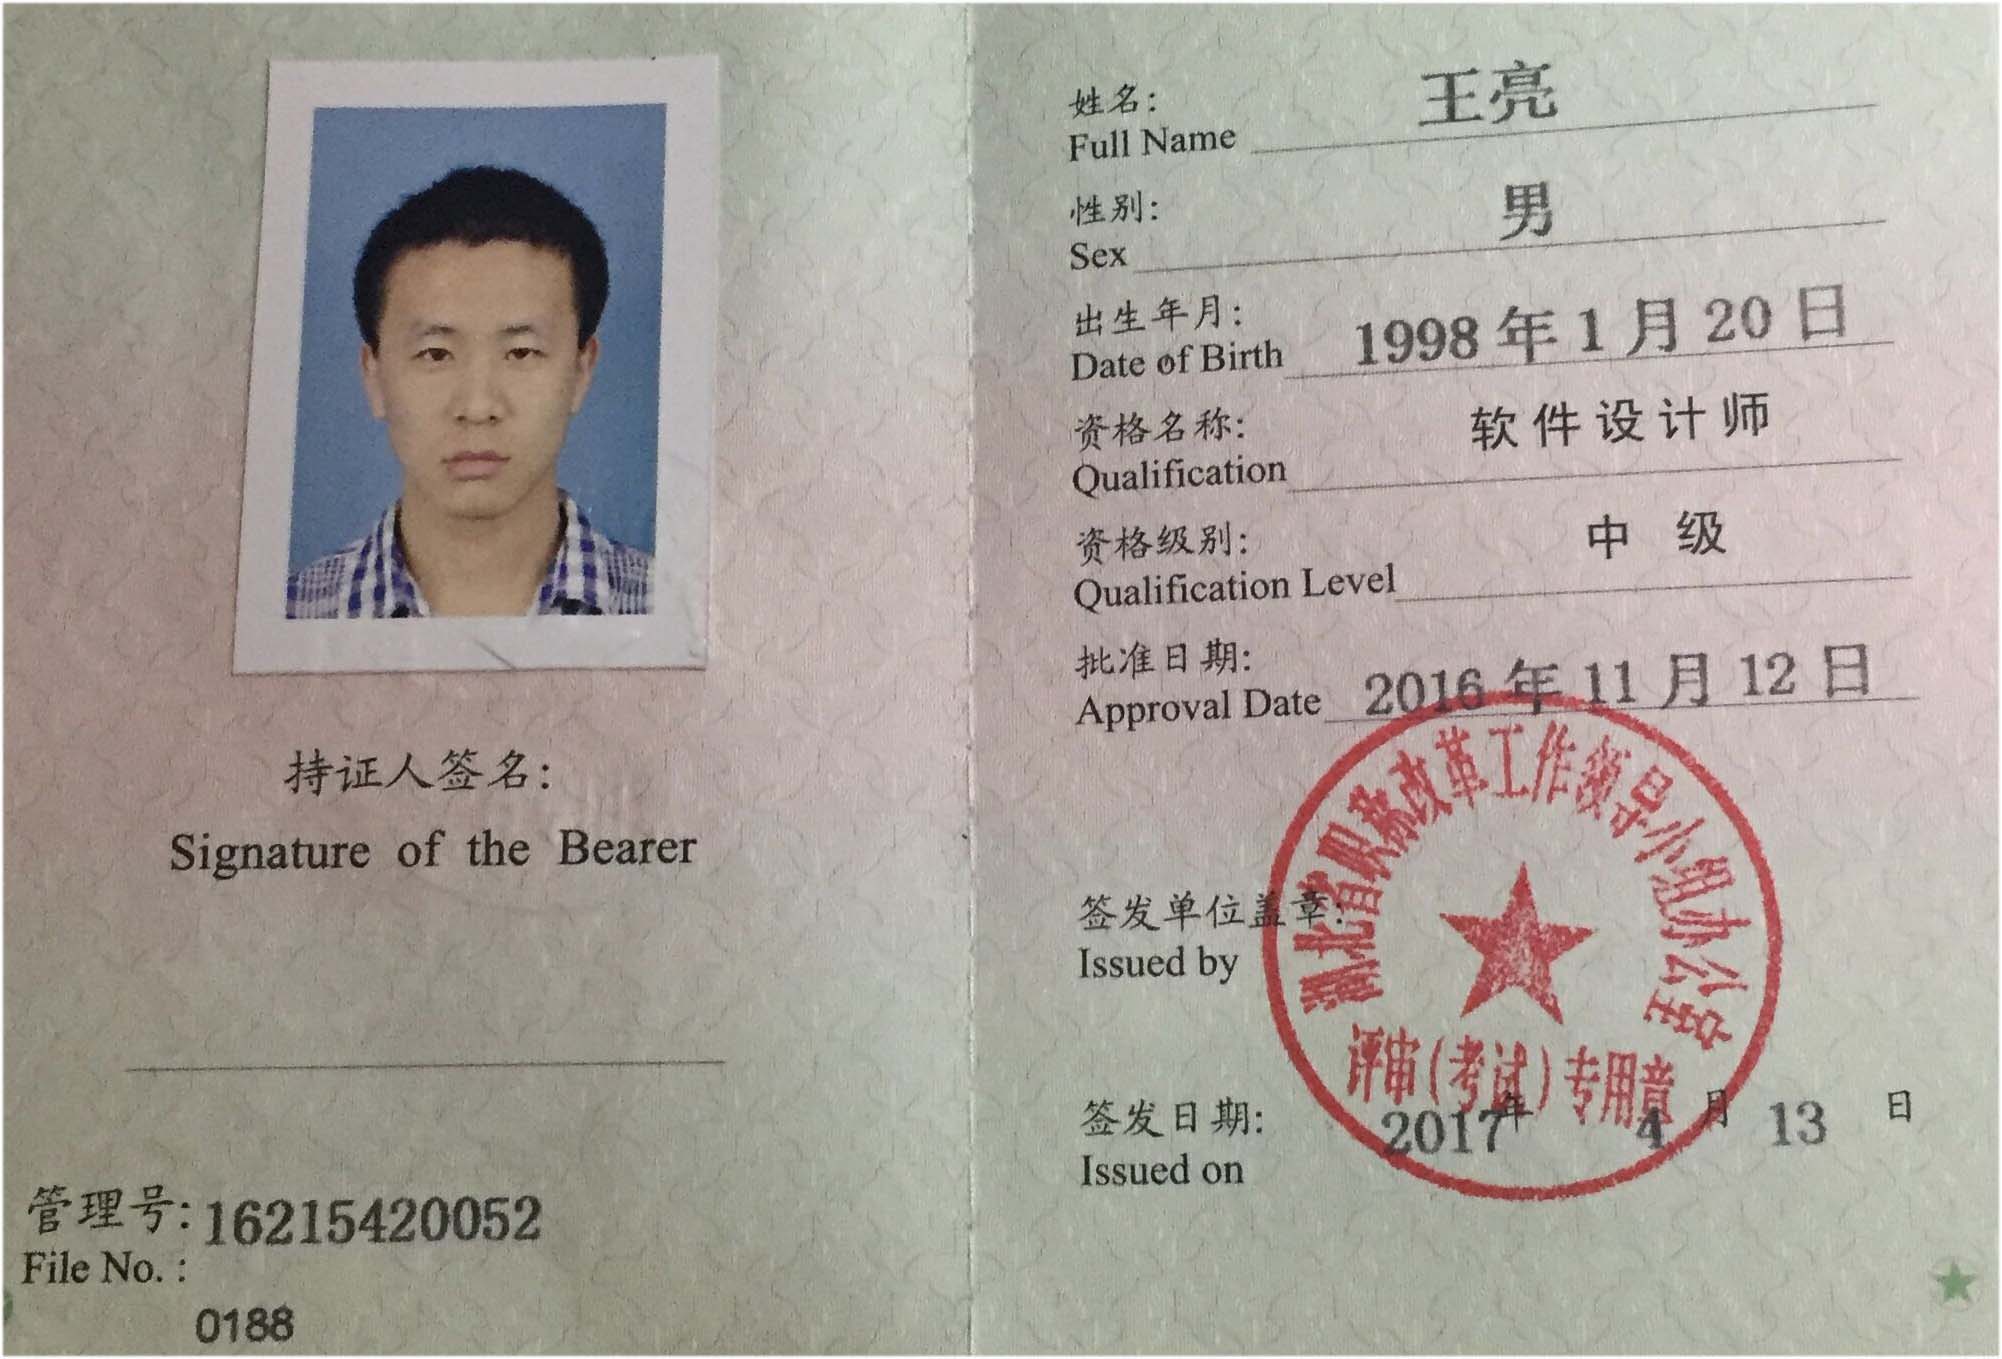 持证人签名:
Signature of the Bearer
管理号: 16215420052
File No. :
0188
姓名: 王亮
Full Name
性别: 男
Sex
出生年月: 1998 年 1 月 20 日
Date of Birth
资格名称: 软件设计师
Qualification
资格级别: 中级
Qualification Level
批准日期: 2016 年 11 月 12 日
Approval Date
签发单位盖章:
Issued by
湖北省职称改革工作领导小组办公室
评审(考试)专用章
签发日期: 2017 年 4 月 13 日
Issued on